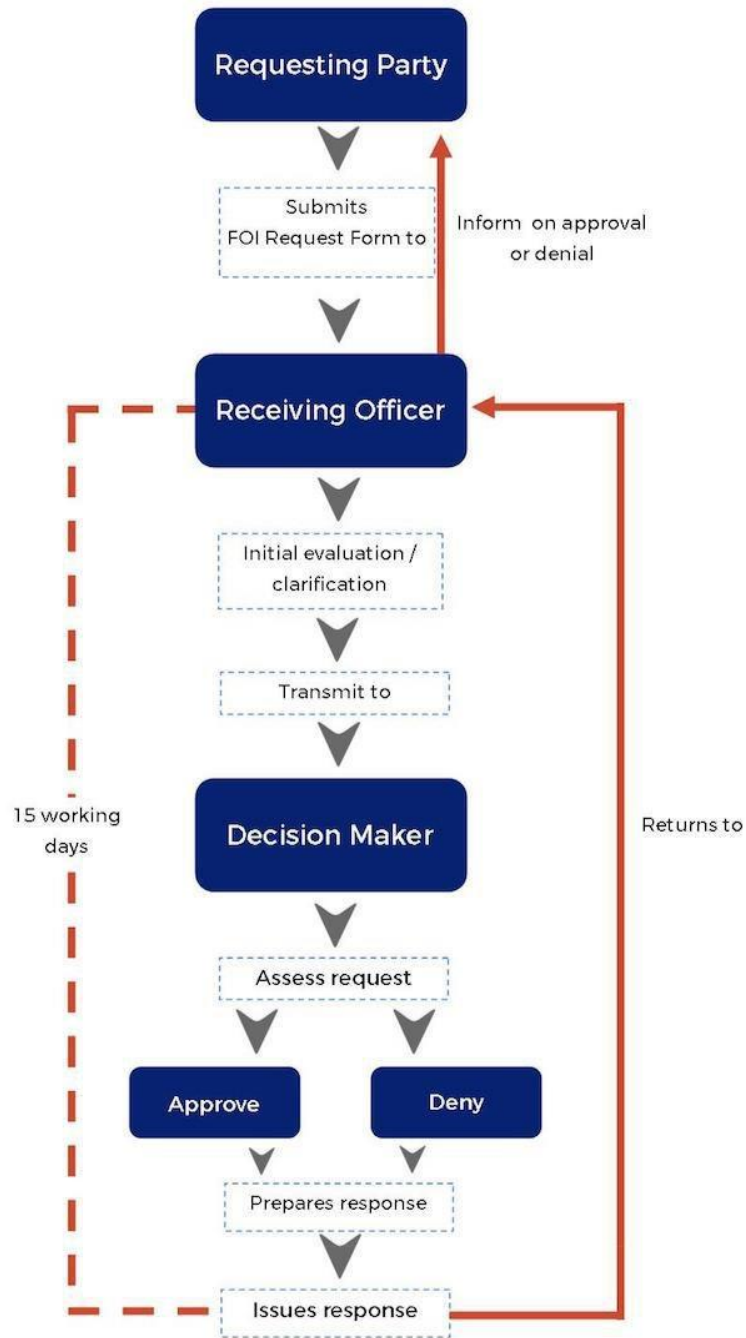 Requesting Party
Submits
FOI Request Form to
Inform on approval
or denial
Receiving Officer
Initial evaluation /
clarification
Transmit to
15 working
days
Decision Maker
Returns to
Assess request
Approve
Deny
Prepares response
Issues response